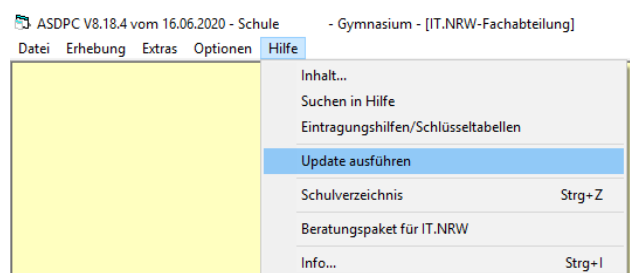 ASDPC V8.18.4 vom 16.06.2020 - Schule - Gymnasium - [IT.NRW-Fachabteilung]
Datei Erhebung Extras Optionen Hilfe
Inhalt...
Suchen in Hilfe
Eintragungshilfen/Schlüsseltabellen
Update ausführen
Schulverzeichnis Strg+Z
Beratungspaket für IT.NRW
Info... Strg+I